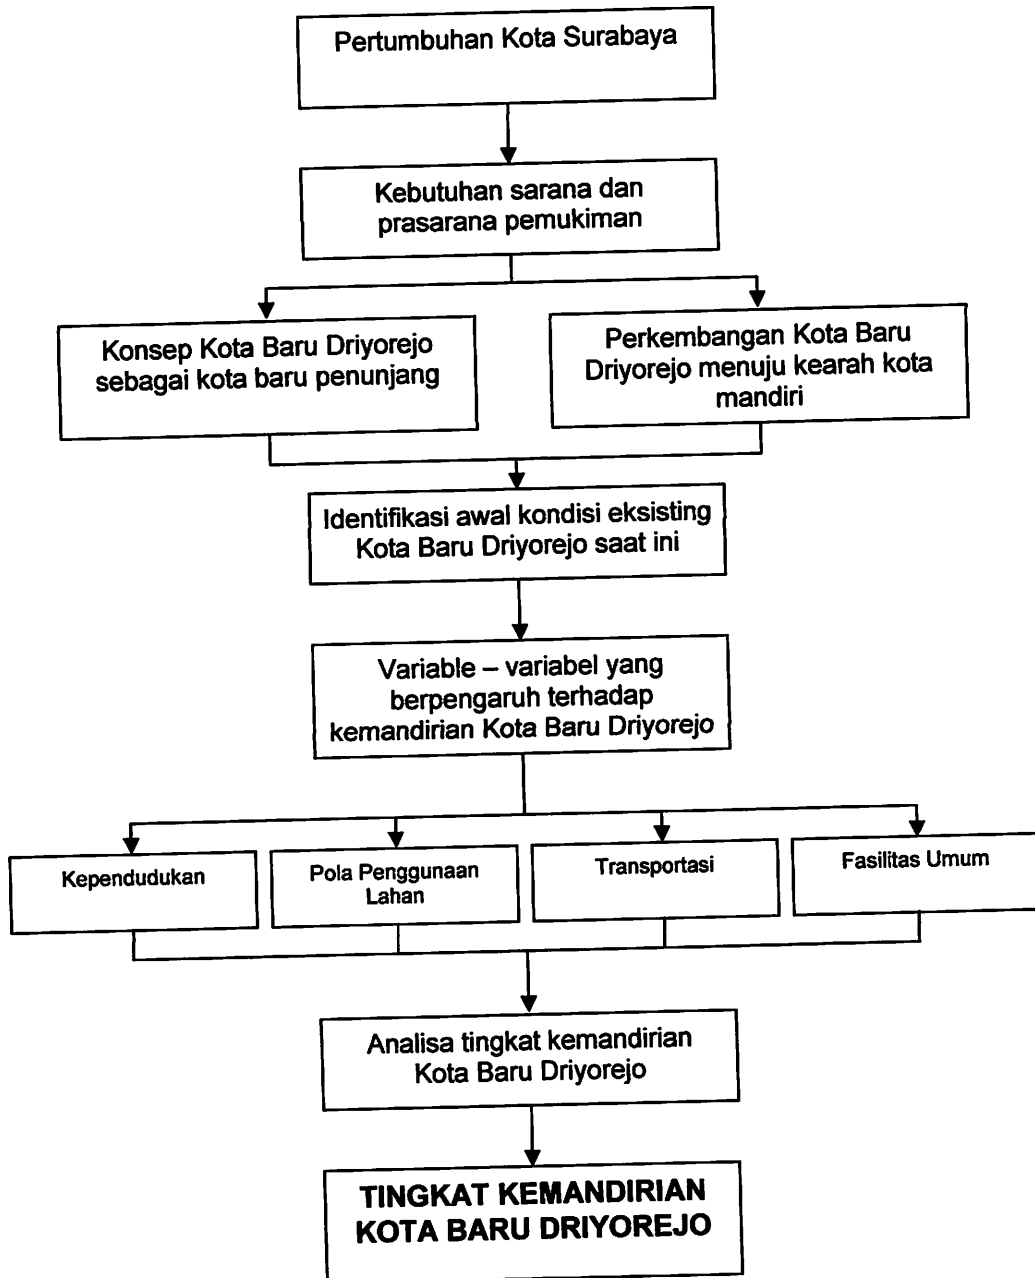 Pertumbuhan Kota Surabaya
Kebutuhan sarana dan
prasarana pemukiman
Konsep Kota Baru Driyorejo
sebagai kota baru penunjang
Perkembangan Kota Baru
Driyorejo menuju kearah kota
mandiri
Identifikasi awal kondisi eksisting
Kota Baru Driyorejo saat ini
Variable – variabel yang
berpengaruh terhadap
kemandirian Kota Baru Driyorejo
Kependudukan
Pola Penggunaan
Lahan
Transportasi
Fasilitas Umum
Analisa tingkat kemandirian
Kota Baru Driyorejo
TINGKAT KEMANDIRIAN
KOTA BARU DRIYOREJO